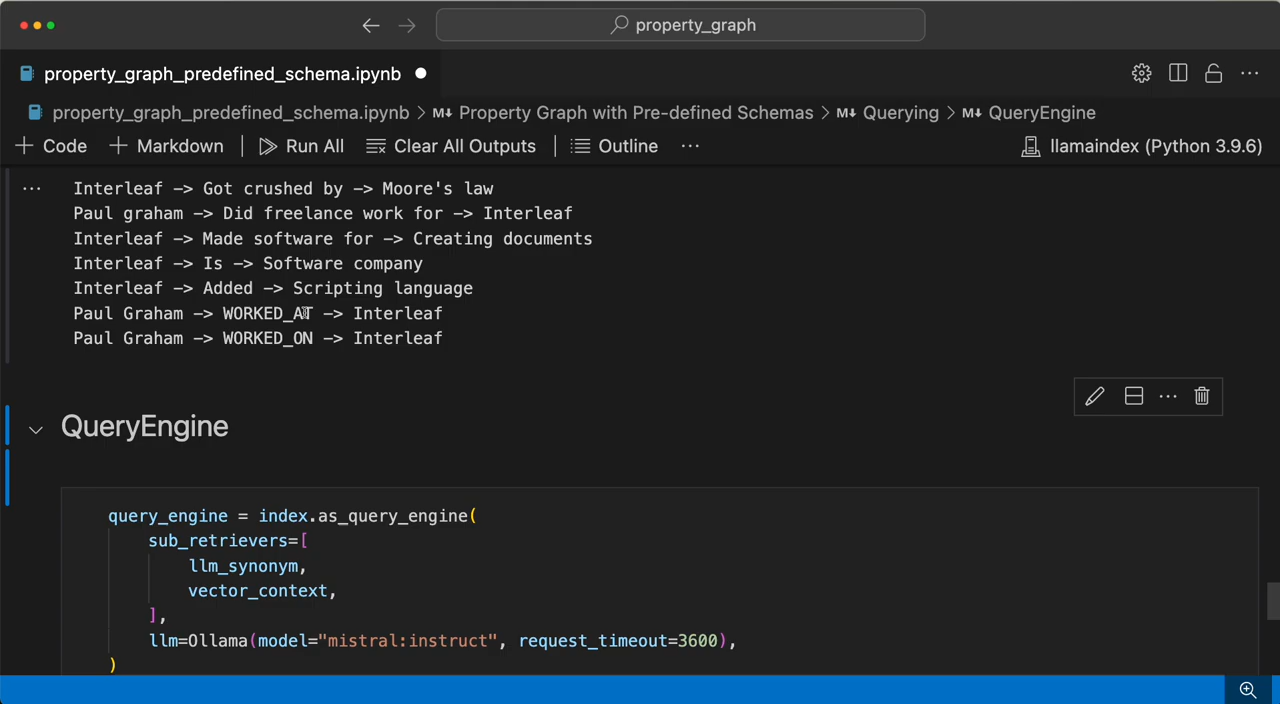 property_graph
property_graph_predefined_schema.ipynb
property_graph_predefined_schema.ipynb > M↓ Property Graph with Pre-defined Schemas > M↓ Querying > M↓ QueryEngine
+ Code + Markdown | Run All Clear All Outputs | Outline ··· llamaindex (Python 3.9.6)
··· Interleaf -> Got crushed by -> Moore's law
Paul graham -> Did freelance work for -> Interleaf
Interleaf -> Made software for -> Creating documents
Interleaf -> Is -> Software company
Interleaf -> Added -> Scripting language
Paul Graham -> WORKED_AT -> Interleaf
Paul Graham -> WORKED_ON -> Interleaf
QueryEngine
query_engine = index.as_query_engine(
    sub_retrievers=[
        llm_synonym,
        vector_context,
    ],
    llm=Ollama(model="mistral:instruct", request_timeout=3600),
)